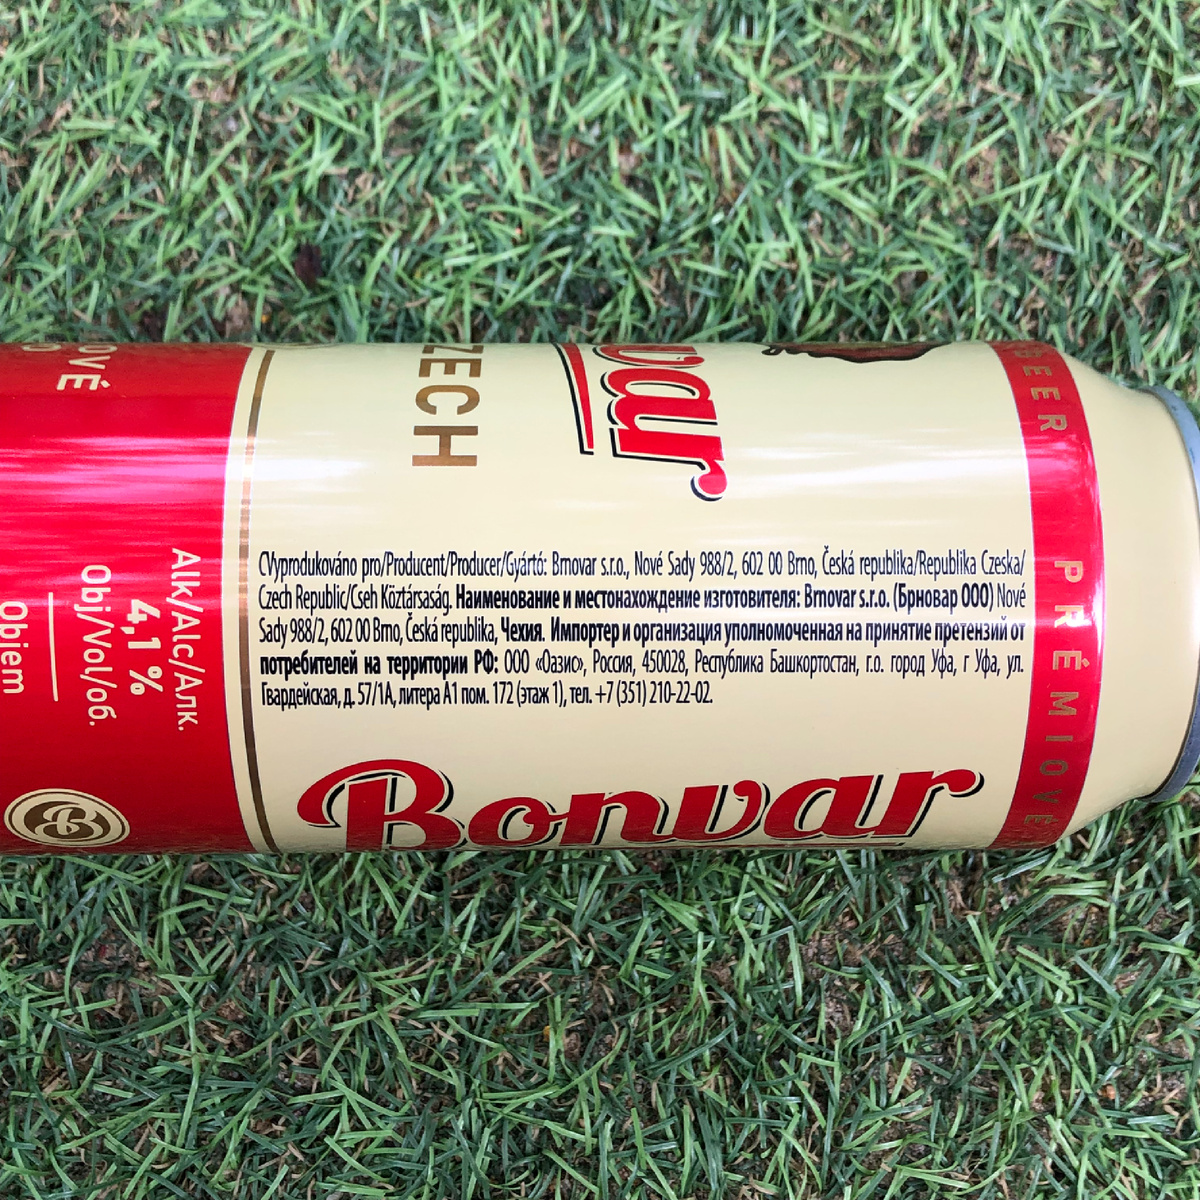 CVyprodukováno pro/Producent/Producer/Gyártó: Brnovar s.r.o., Nové Sady 988/2, 602 00 Brno, Česká republika/Republika Czeska/
Czech Republic/Cseh Köztársaság. Наименование и местонахождение изготовителя: Brnovar s.r.o. (Брновар ООО) Nové
Sady 988/2, 602 00 Brno, Česká republika, Чехия. Импортер и организация уполномоченная на принятие претензий от
потребителей на территории РФ: ООО «Оазис», Россия, 450028, Республика Башкортостан, г.о. город Уфа, г Уфа, ул.
Гвардейская, д. 57/1А, литера А1 пом. 172 (этаж 1), тел. +7 (351) 210-22-02.
Bonvar
var
ZECH
BEER
PRÉMIOVÉ
OVÉ
Alk/Alc/Алк.
4,1 %
Obj/Vol/об.
Objem